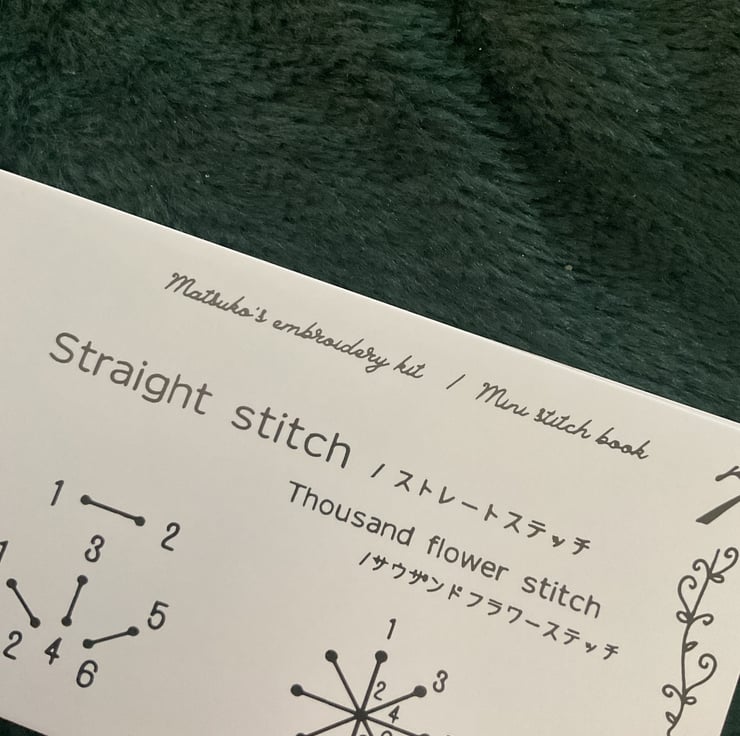 Matsuko's embroidery kit / Mini stitch book
Straight stitch / ストレートステッチ
Thousand flower stitch
/サウザンドフラワーステッチ
1 2
3
2 4 5
6
1
3
2
4